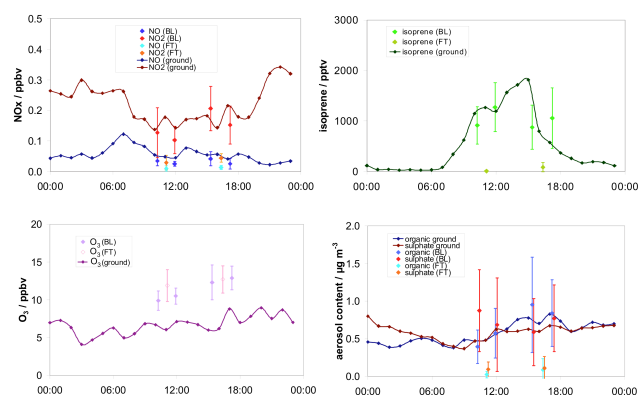 0.5
0.4
0.3
0.2
0.1
0.0
NOx / ppbv
NO (BL)
NO2 (BL)
NO (FT)
NO2 (FT)
NO (ground)
NO2 (ground)
00:00 06:00 12:00 18:00 00:00
3000
2000
1000
0
isoprene / pptv
isoprene (BL)
isoprene (FT)
isoprene (ground)
00:00 06:00 12:00 18:00 00:00
20
15
10
5
0
O3 / ppbv
O3 (BL)
O3 (FT)
O3 (ground)
00:00 06:00 12:00 18:00 00:00
2.0
1.5
1.0
0.5
0.0
aerosol content / µg m-3
organic ground
sulphate ground
organic (BL)
sulphate (BL)
organic (FT)
sulphate (FT)
00:00 06:00 12:00 18:00 00:00